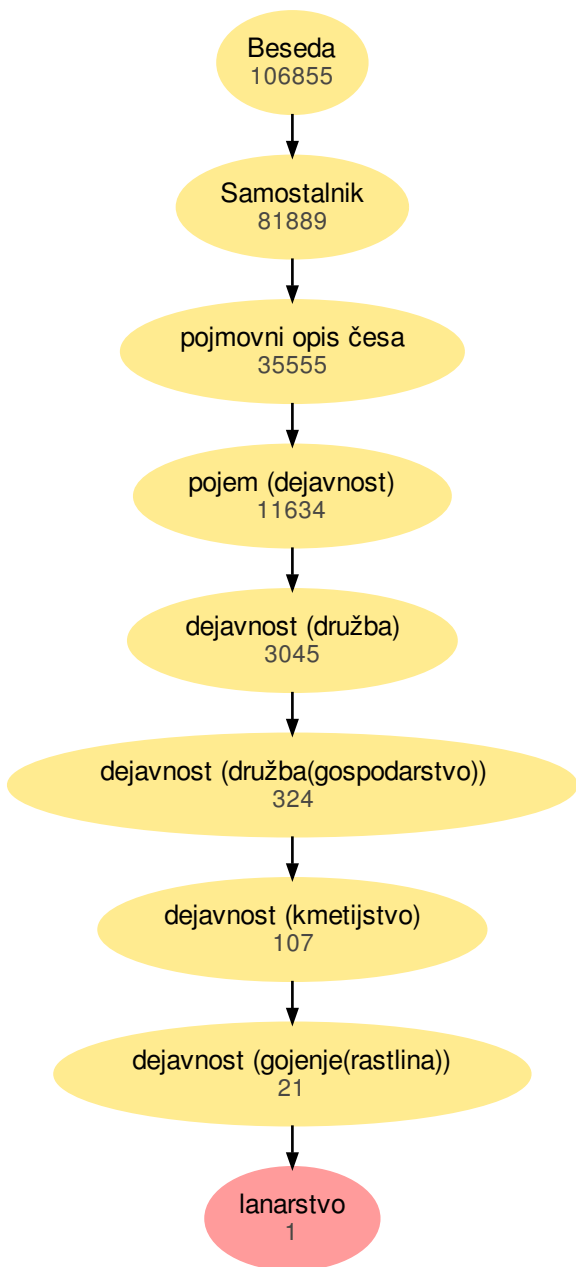 Beseda
106855
Samostalnik
81889
pojmovni opis česa
35555
pojem (dejavnost)
11634
dejavnost (družba)
3045
dejavnost (družba(gospodarstvo))
324
dejavnost (kmetijstvo)
107
dejavnost (gojenje(rastlina))
21
lanarstvo
1